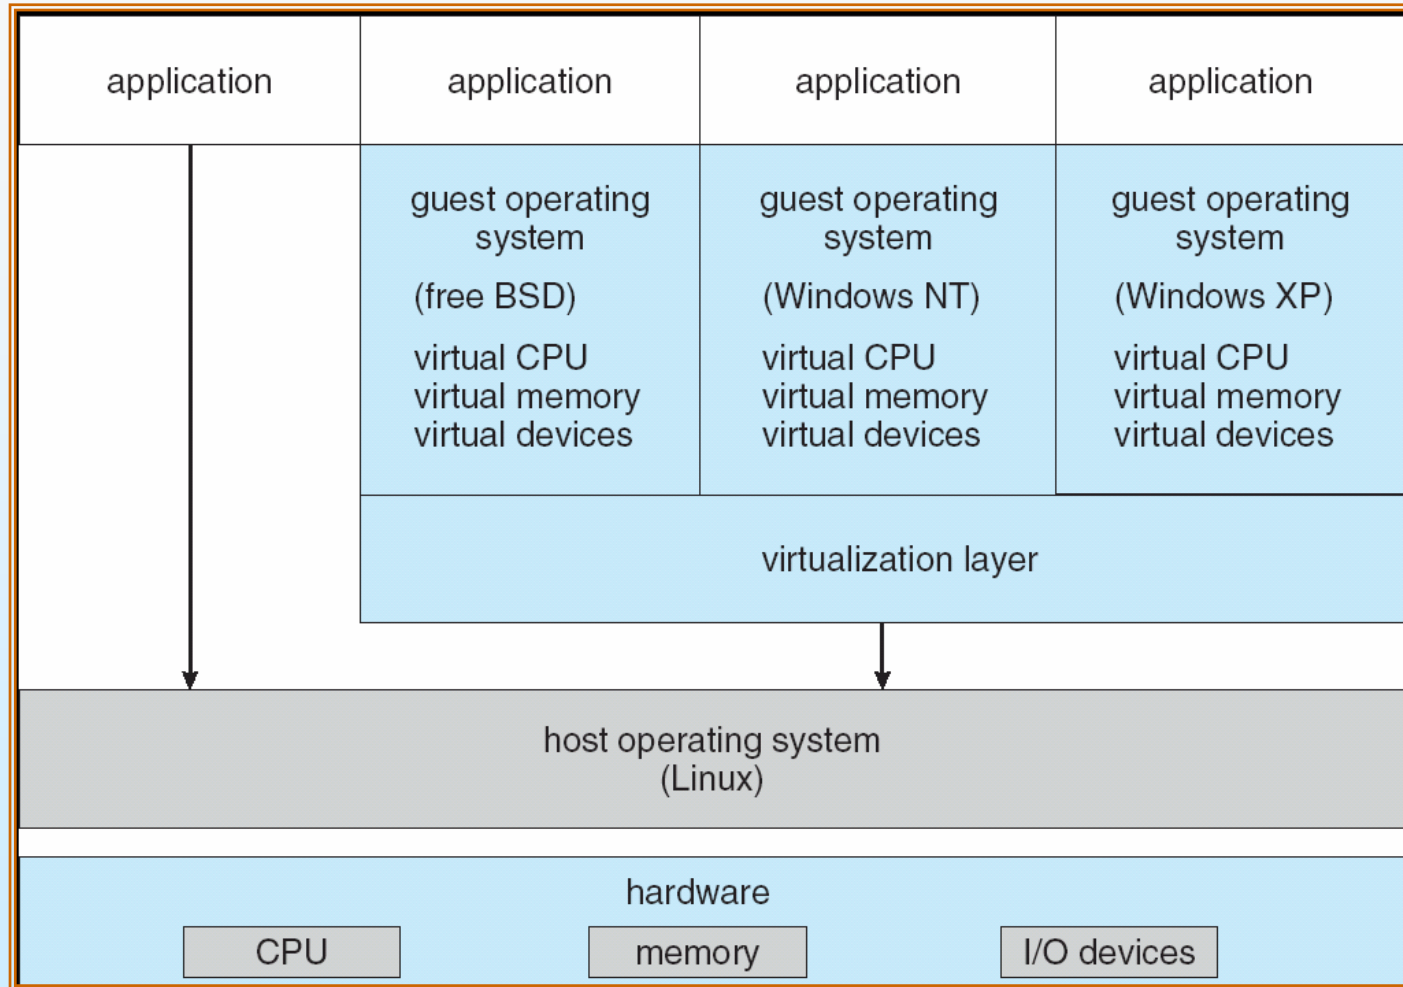 application
application
application
application
guest operating
system
(free BSD)
virtual CPU
virtual memory
virtual devices
guest operating
system
(Windows NT)
virtual CPU
virtual memory
virtual devices
guest operating
system
(Windows XP)
virtual CPU
virtual memory
virtual devices
virtualization layer
host operating system
(Linux)
hardware
CPU
memory
I/O devices